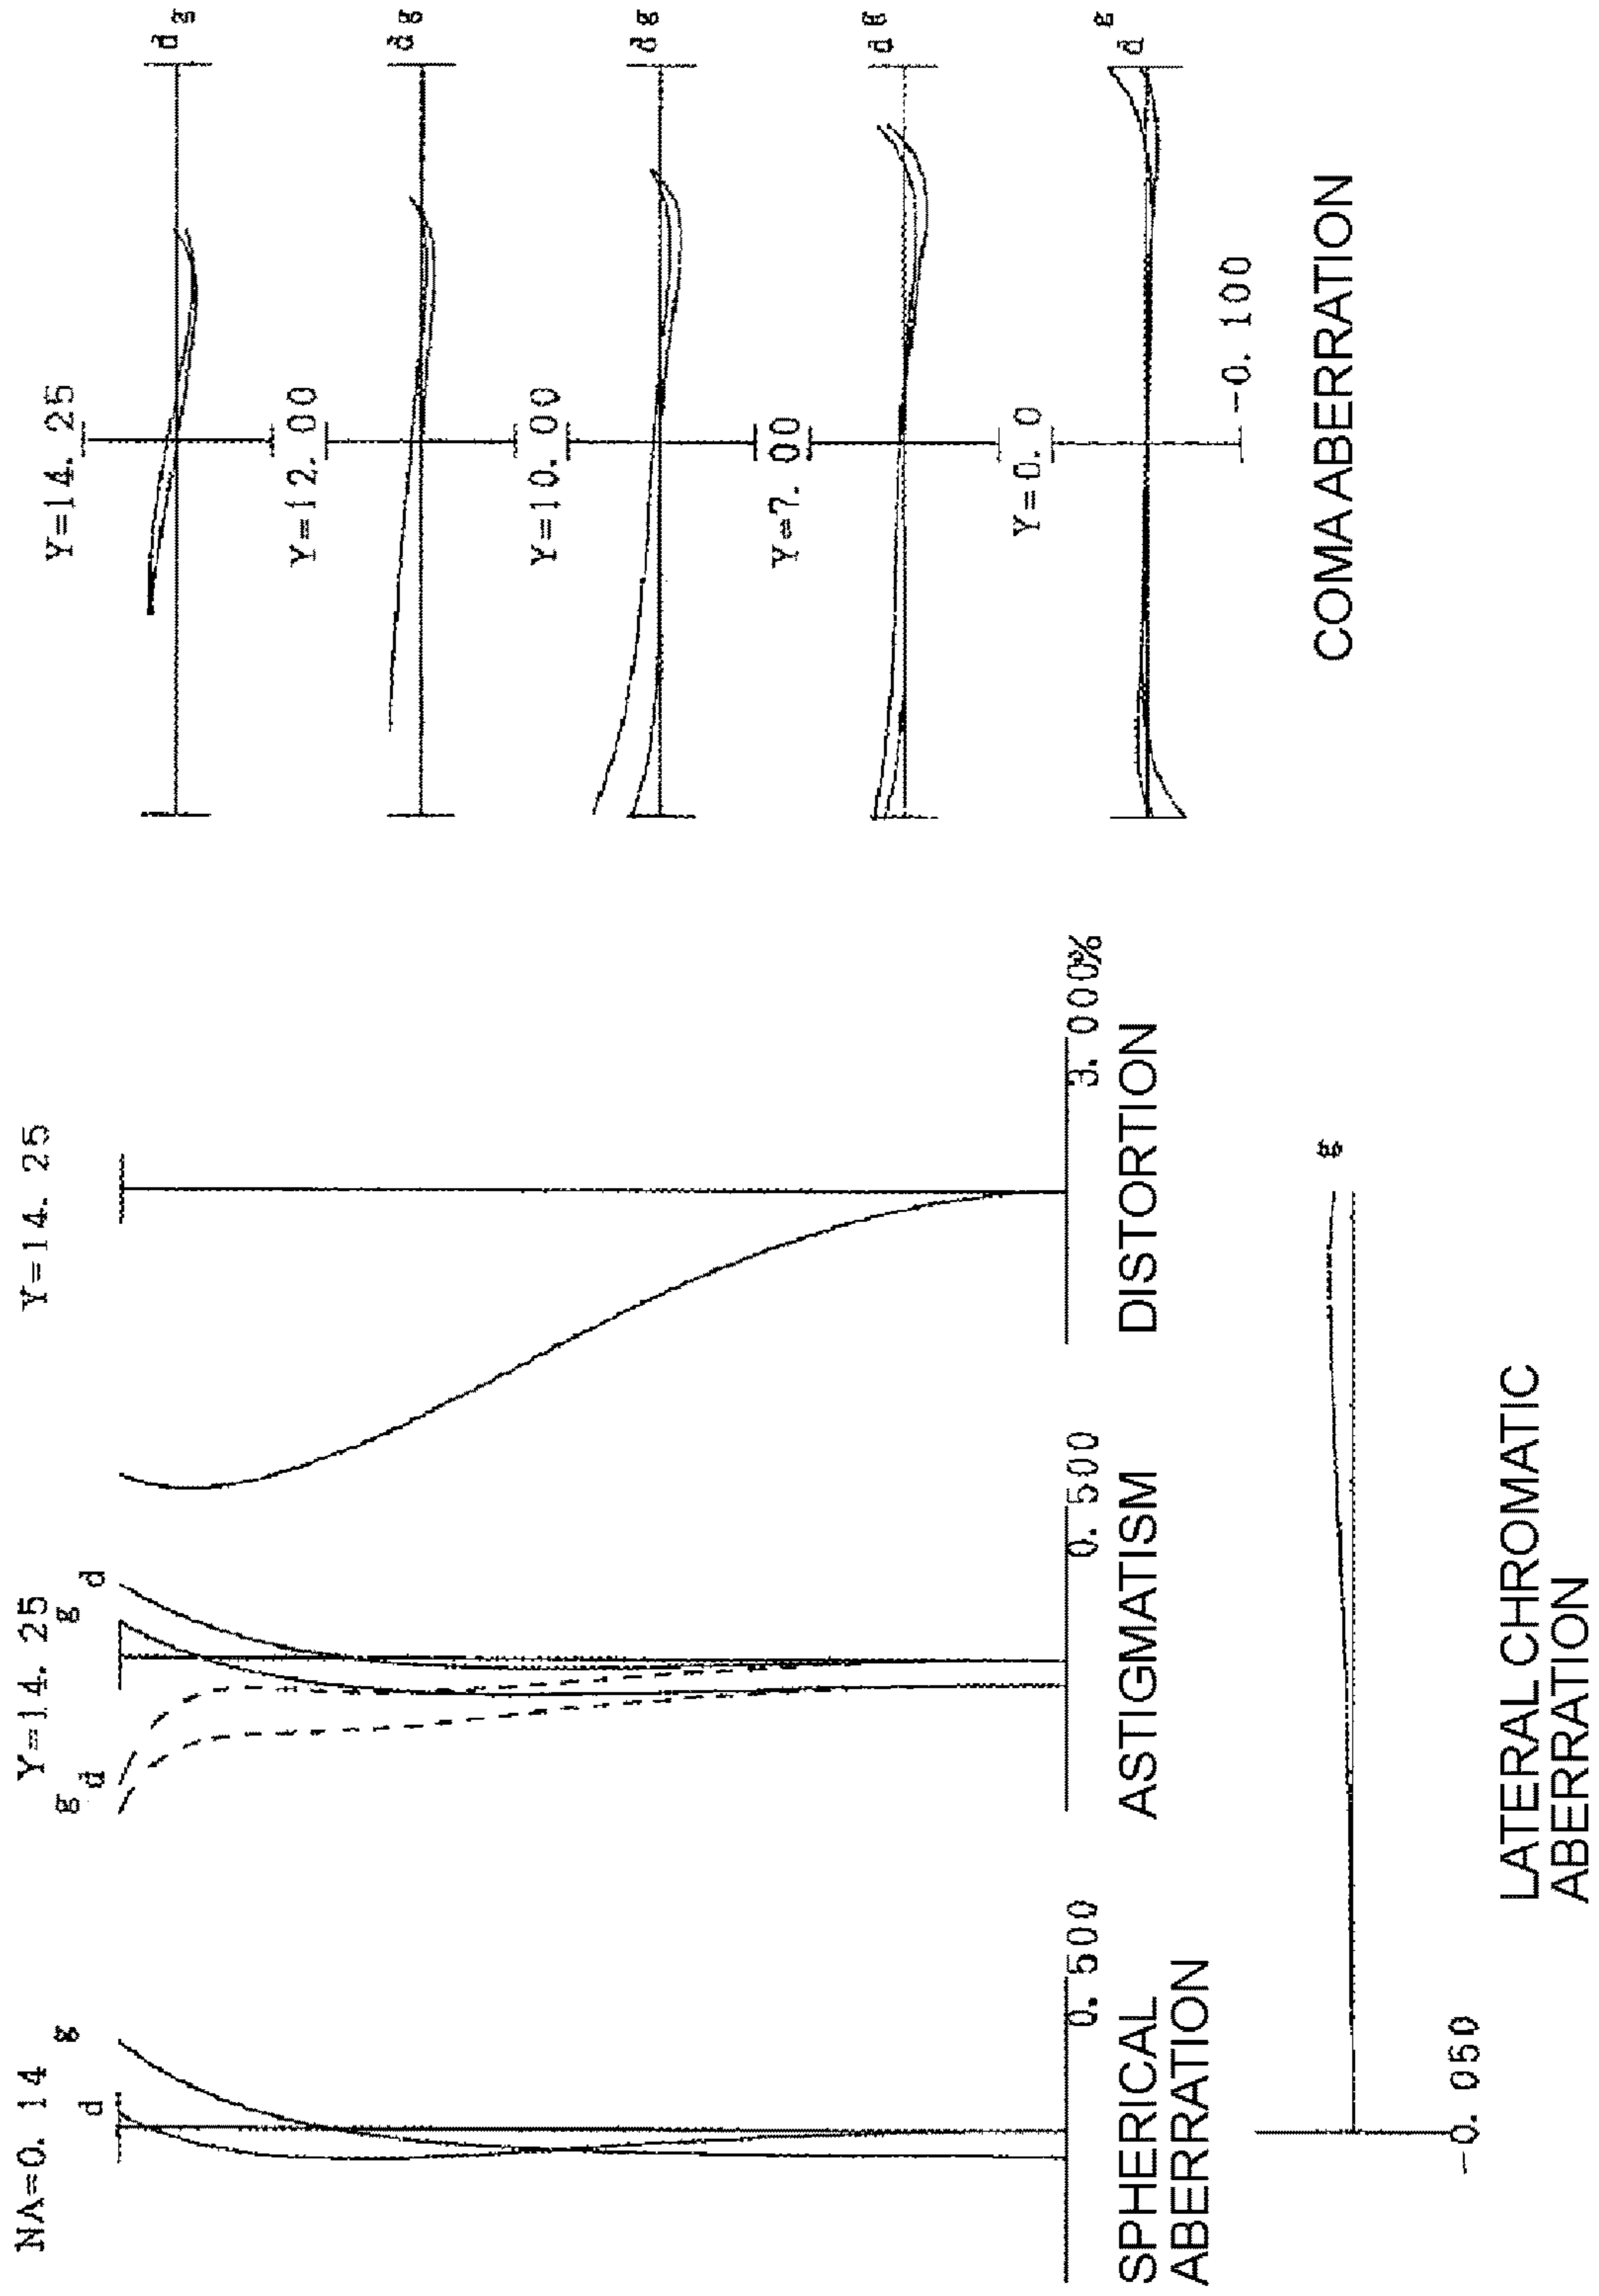 NA=0.14
d
g
SPHERICAL
ABERRATION
0.500
Y=14.25
g
d
g
d
ASTIGMATISM
0.500
Y=14.25
DISTORTION
3.000%
LATERAL CHROMATIC
ABERRATION
-0.050
g
Y=14.25
d
g
Y=12.00
d
g
Y=10.00
d
g
Y=7.00
d
g
Y=0.0
d
g
-0.100
COMA ABERRATION